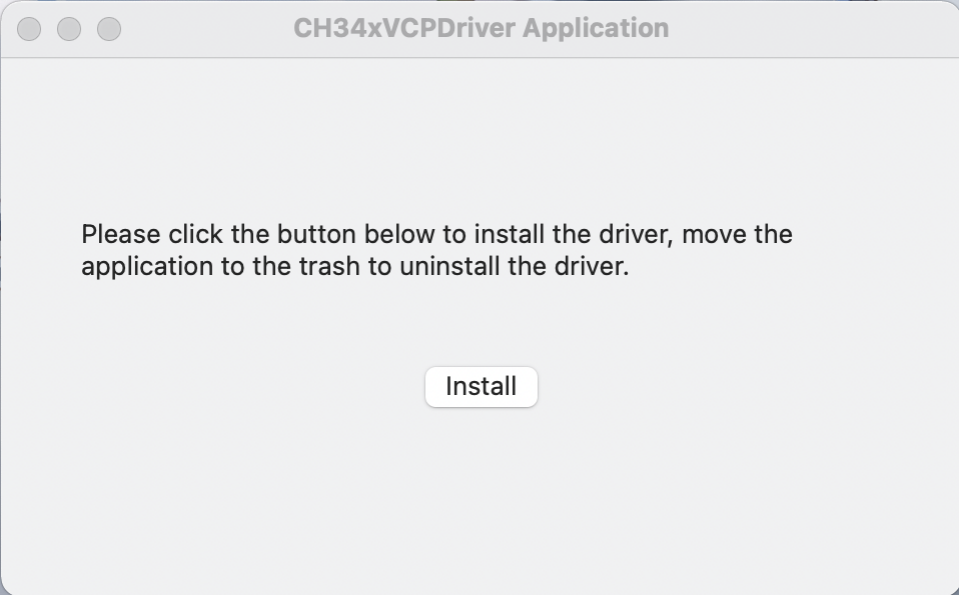 CH34xVCPDriver Application
Please click the button below to install the driver, move the
application to the trash to uninstall the driver.
Install